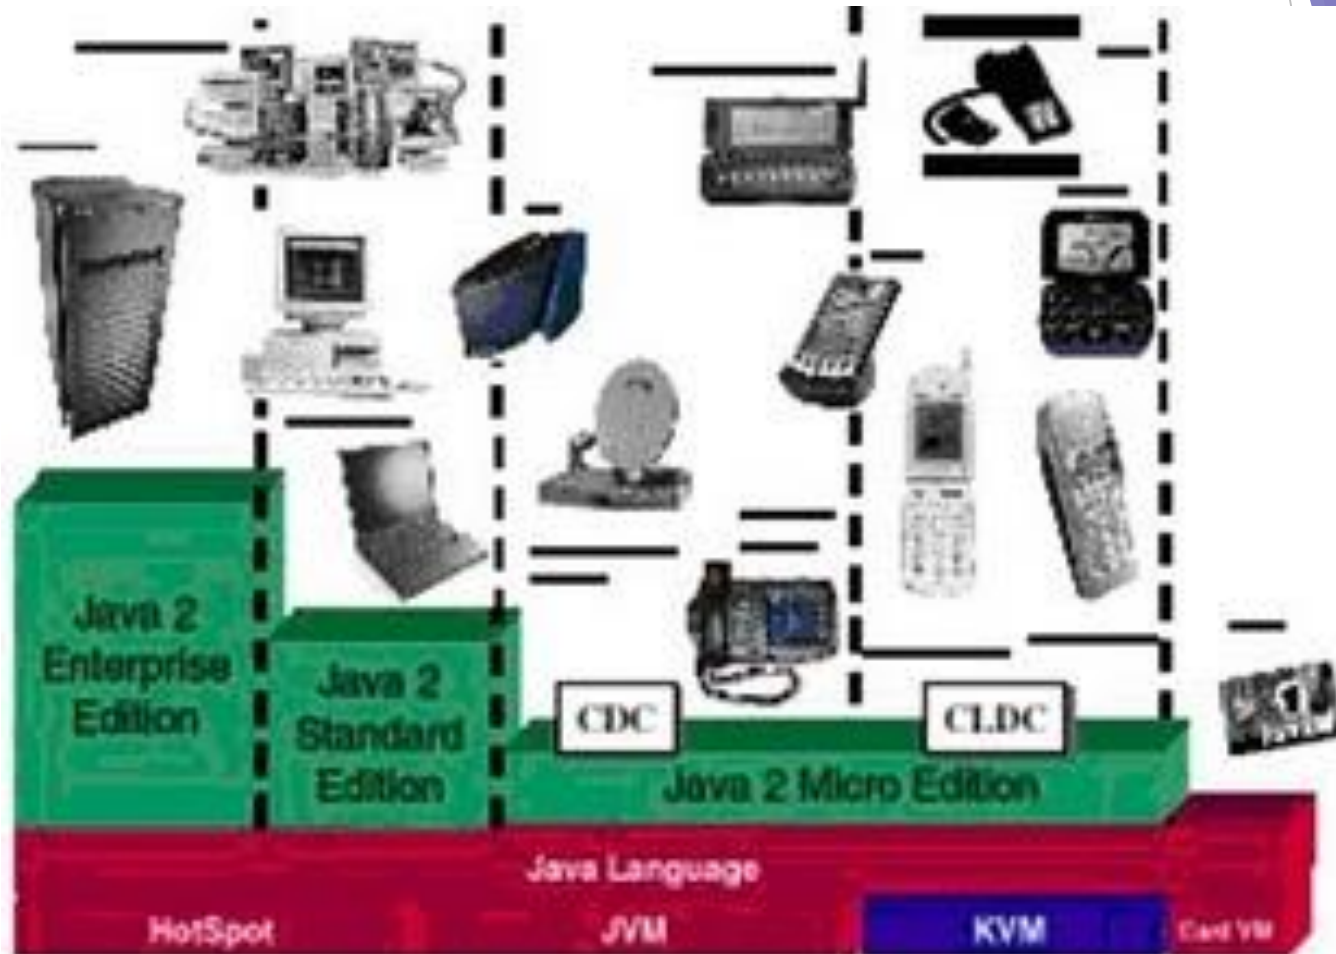 Java 2
Enterprise
Edition
Java 2
Standard
Edition
CDC
CLDC
Java 2 Micro Edition
Java Language
HotSpot
JVM
KVM
Card VM